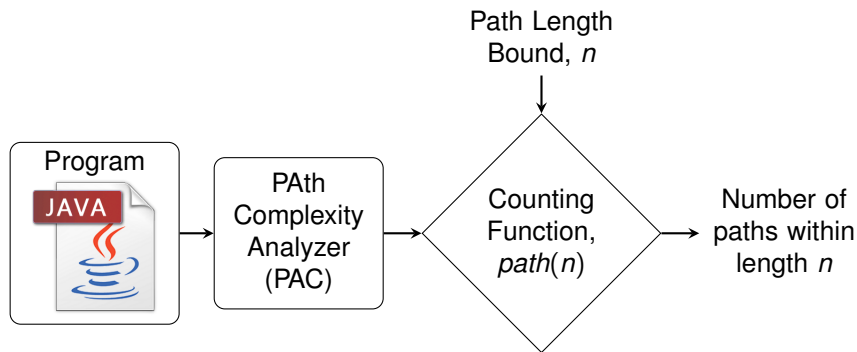 Path Length
Bound, n
Program
JAVA
PAth
Complexity
Analyzer
(PAC)
Counting
Function,
path(n)
Number of
paths within
length n